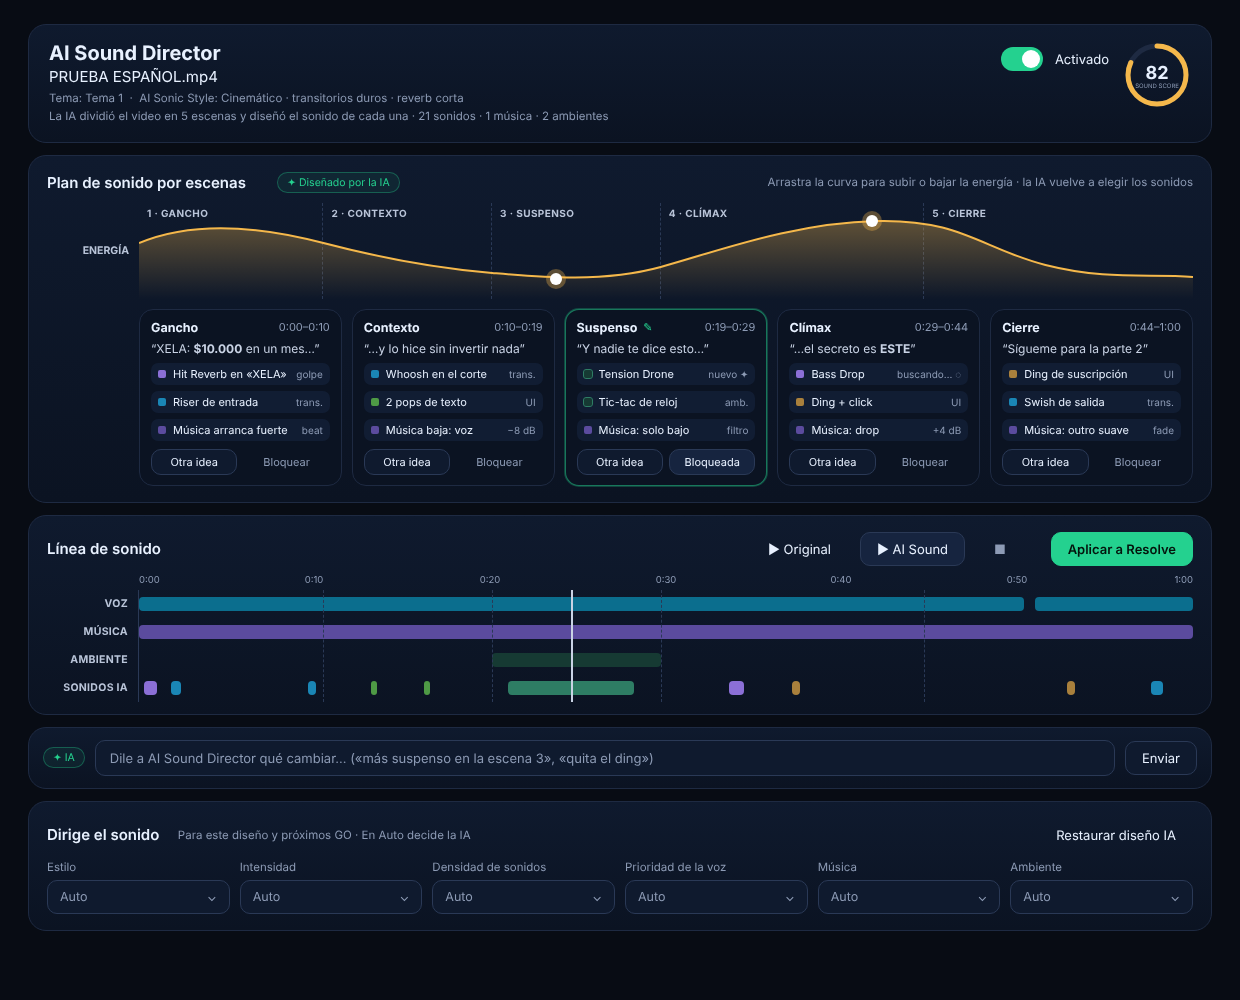 AI Sound Director
PRUEBA ESPAÑOL.mp4
Tema: Tema 1 · AI Sonic Style: Cinemático · transitorios duros · reverb corta
La IA dividió el video en 5 escenas y diseñó el sonido de cada una · 21 sonidos · 1 música · 2 ambientes
Activado
82
SOUND SCORE
Plan de sonido por escenas
✦ Diseñado por la IA
Arrastra la curva para subir o bajar la energía · la IA vuelve a elegir los sonidos
1 · GANCHO
2 · CONTEXTO
3 · SUSPENSO
4 · CLÍMAX
5 · CIERRE
ENERGÍA
Gancho 0:00–0:10
“XELA: $10.000 en un mes…”
Hit Reverb en «XELA» golpe
Riser de entrada trans.
Música arranca fuerte beat
Otra idea Bloquear
Contexto 0:10–0:19
“…y lo hice sin invertir nada”
Whoosh en el corte trans.
2 pops de texto UI
Música baja: voz −8 dB
Otra idea Bloquear
Suspenso ✎ 0:19–0:29
“Y nadie te dice esto…”
Tension Drone nuevo ✦
Tic-tac de reloj amb.
Música: solo bajo filtro
Otra idea Bloqueada
Clímax 0:29–0:44
“…el secreto es ESTE”
Bass Drop buscando…
Ding + click UI
Música: drop +4 dB
Otra idea Bloquear
Cierre 0:44–1:00
“Sígueme para la parte 2”
Ding de suscripción UI
Swish de salida trans.
Música: outro suave fade
Otra idea Bloquear
Línea de sonido
▶ Original
▶ AI Sound
■
Aplicar a Resolve
0:00 0:10 0:20 0:30 0:40 0:50 1:00
VOZ
MÚSICA
AMBIENTE
SONIDOS IA
✦ IA
Dile a AI Sound Director qué cambiar… («más suspenso en la escena 3», «quita el ding»)
Enviar
Dirige el sonido
Para este diseño y próximos GO · En Auto decide la IA
Restaurar diseño IA
Estilo Intensidad Densidad de sonidos Prioridad de la voz Música Ambiente
Auto Auto Auto Auto Auto Auto